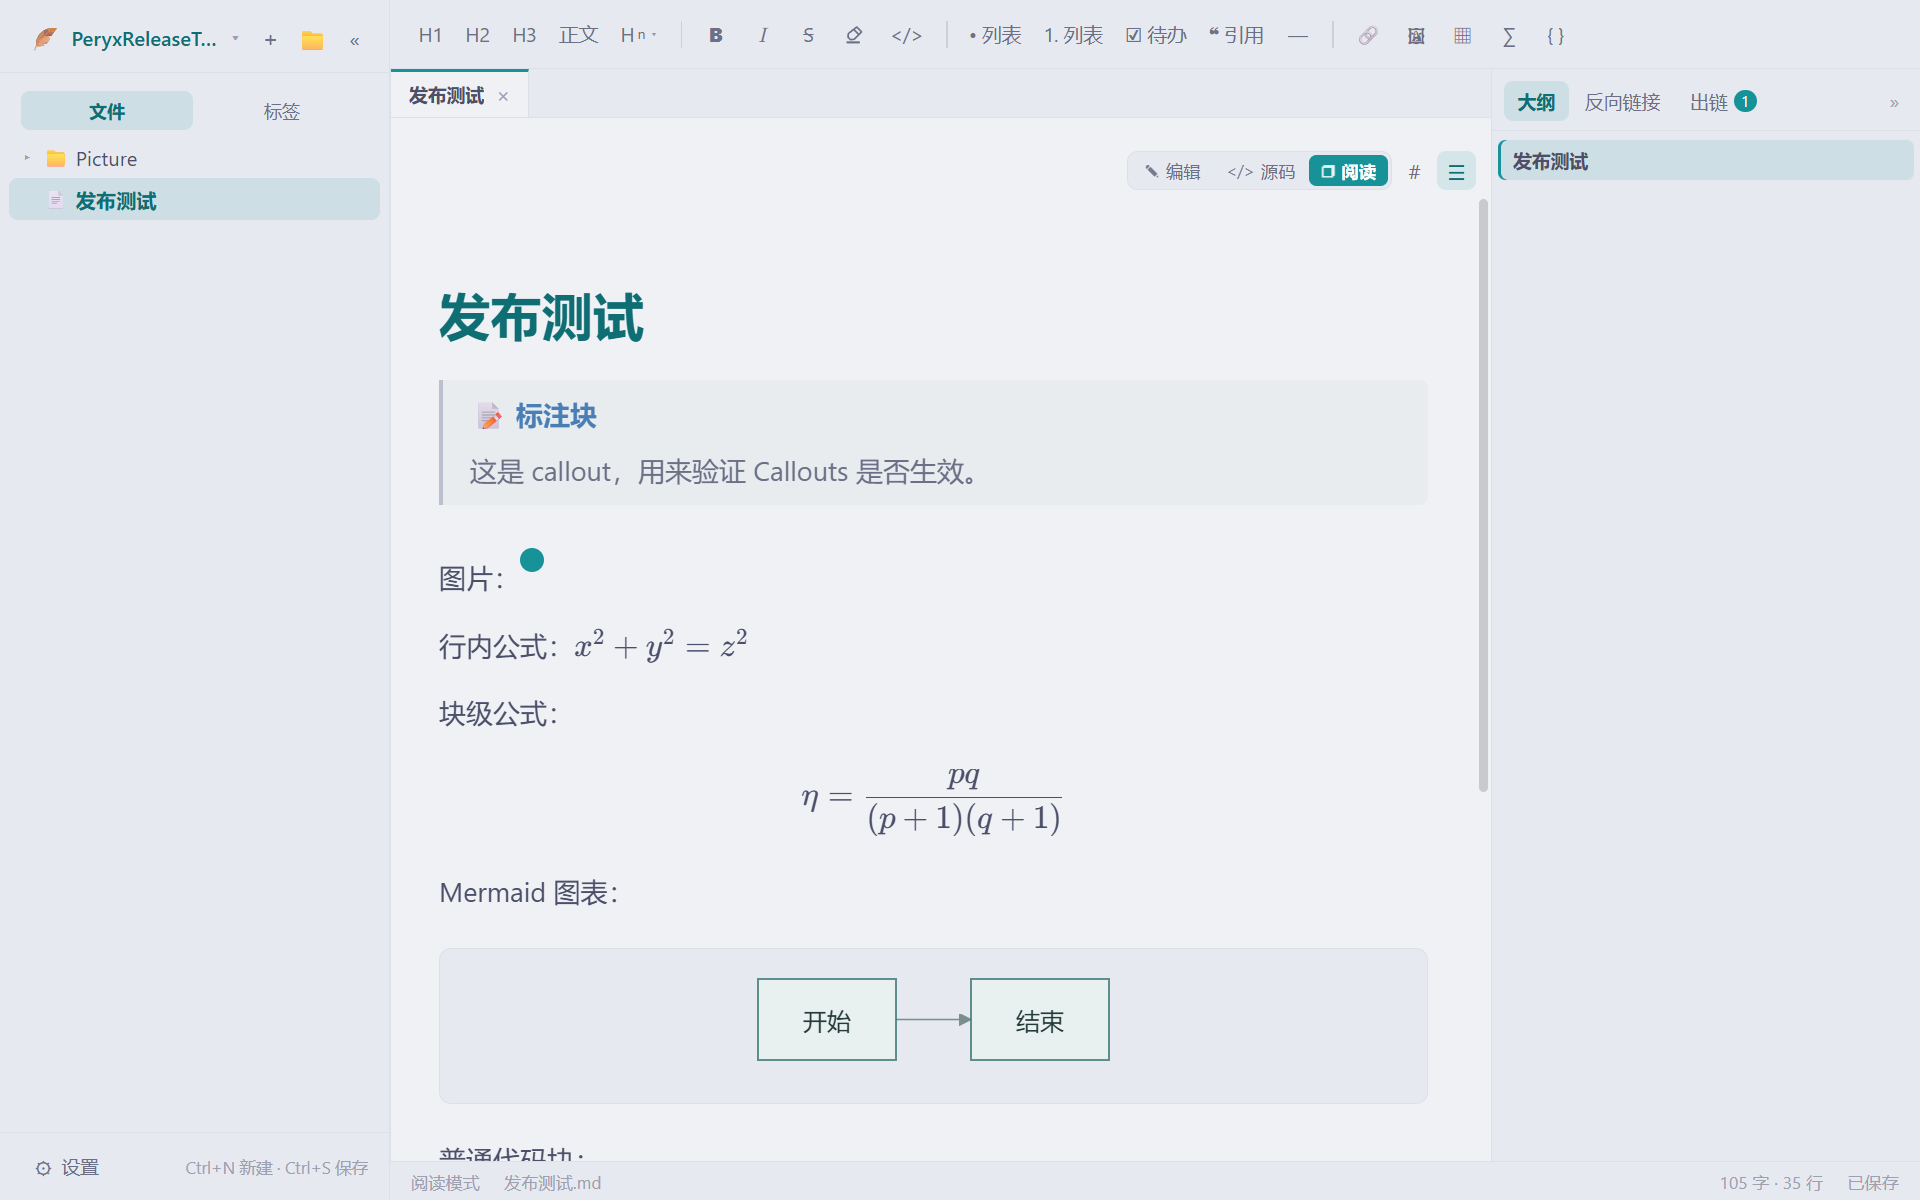 PeryxReleaseT... + «
H1 H2 H3 正文 Hn B I S </> • 列表 1. 列表 ☑ 待办 ❝ 引用 — ∑ { }
文件 标签
Picture
发布测试
发布测试 ×
大纲 反向链接 出链 1 »
发布测试
编辑 </> 源码 阅读 #
发布测试
标注块
这是 callout，用来验证 Callouts 是否生效。
图片：
行内公式：x² + y² = z²
块级公式：
η = pq / (p + 1)(q + 1)
Mermaid 图表：
开始 结束
普通代码块：
设置 Ctrl+N 新建 · Ctrl+S 保存
阅读模式 发布测试.md 105 字 · 35 行 已保存